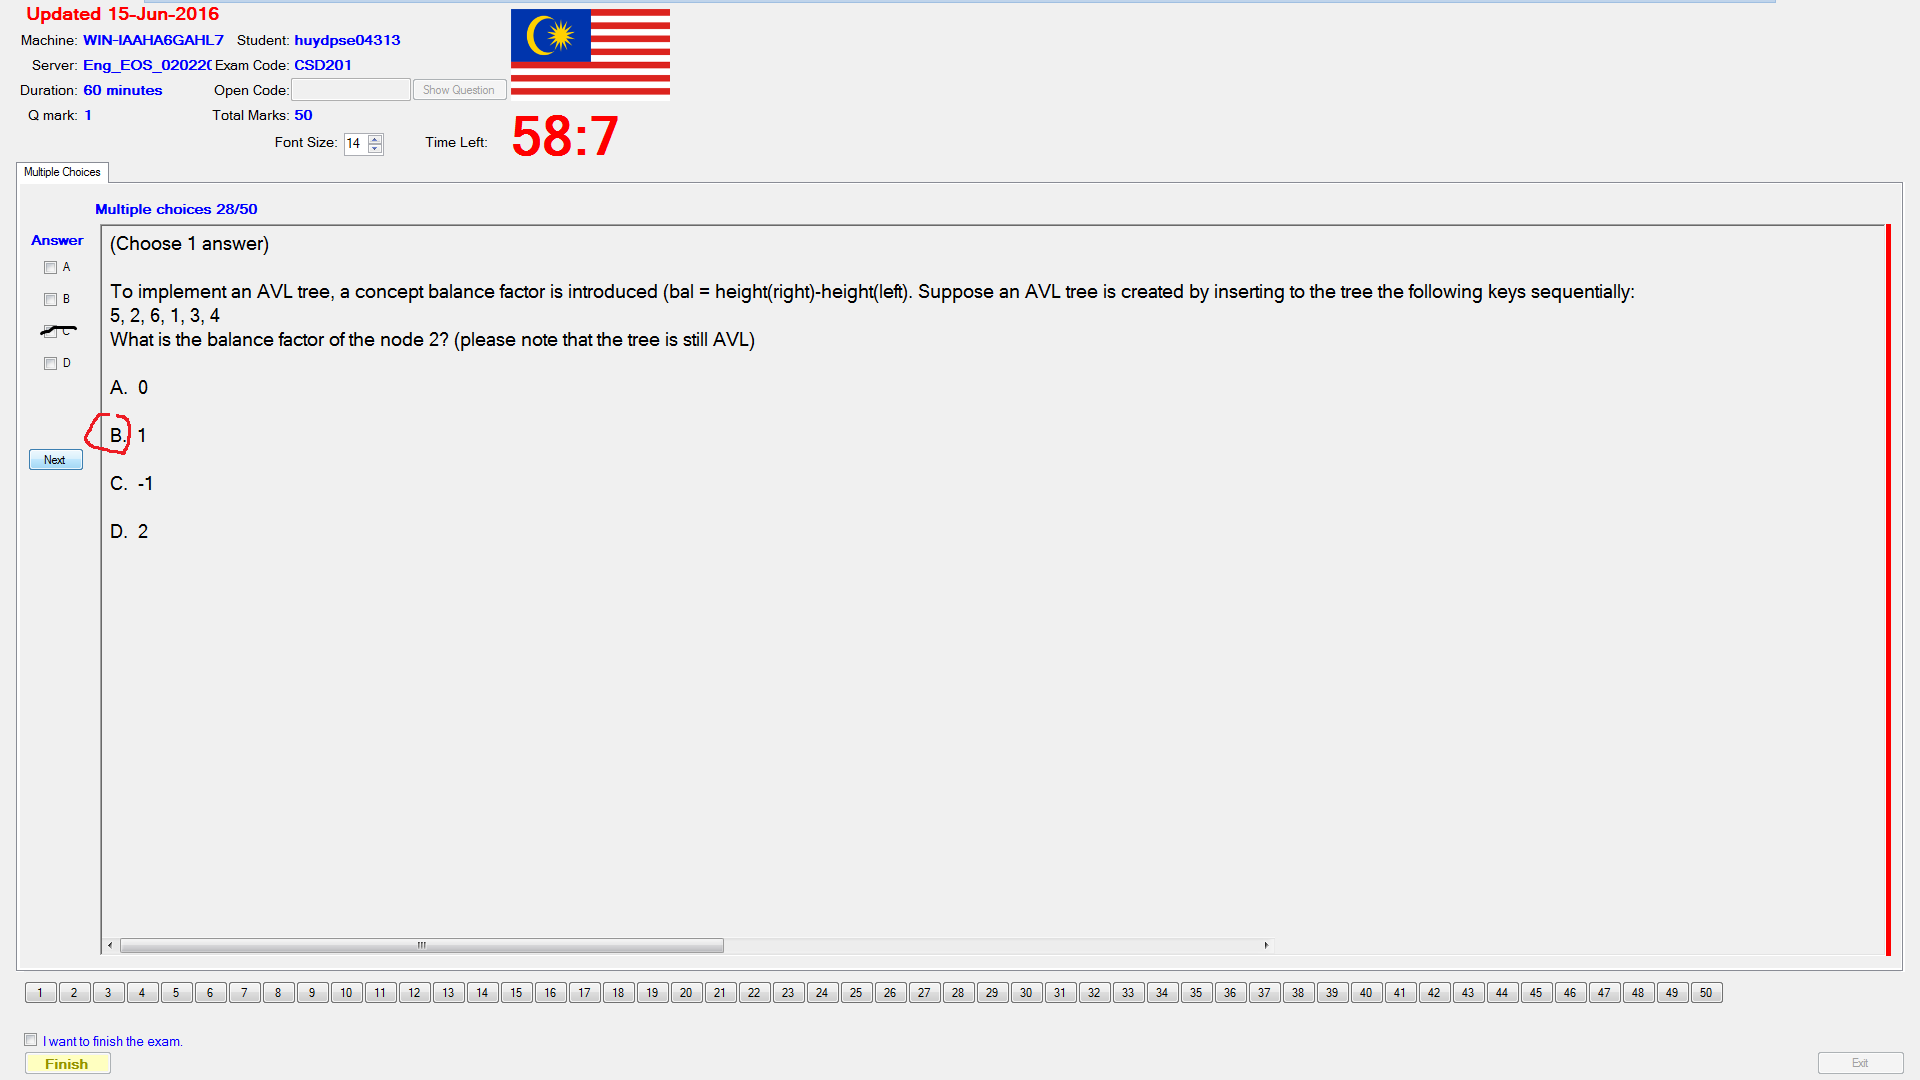 Updated 15-Jun-2016
Machine: WIN-IAAHA6GAHL7 Student: huydpse04313
Server: Eng_EOS_020220 Exam Code: CSD201
Duration: 60 minutes Open Code: Show Question
Q mark: 1 Total Marks: 50
Font Size: 14 Time Left: 58:7
Multiple Choices
Multiple choices 28/50
Answer
A
B
C
D
Next
(Choose 1 answer)
To implement an AVL tree, a concept balance factor is introduced (bal = height(right)-height(left). Suppose an AVL tree is created by inserting to the tree the following keys sequentially:
5, 2, 6, 1, 3, 4
What is the balance factor of the node 2? (please note that the tree is still AVL)
A. 0
B. 1
C. -1
D. 2
1 2 3 4 5 6 7 8 9 10 11 12 13 14 15 16 17 18 19 20 21 22 23 24 25 26 27 28 29 30 31 32 33 34 35 36 37 38 39 40 41 42 43 44 45 46 47 48 49 50
I want to finish the exam.
Finish
Exit